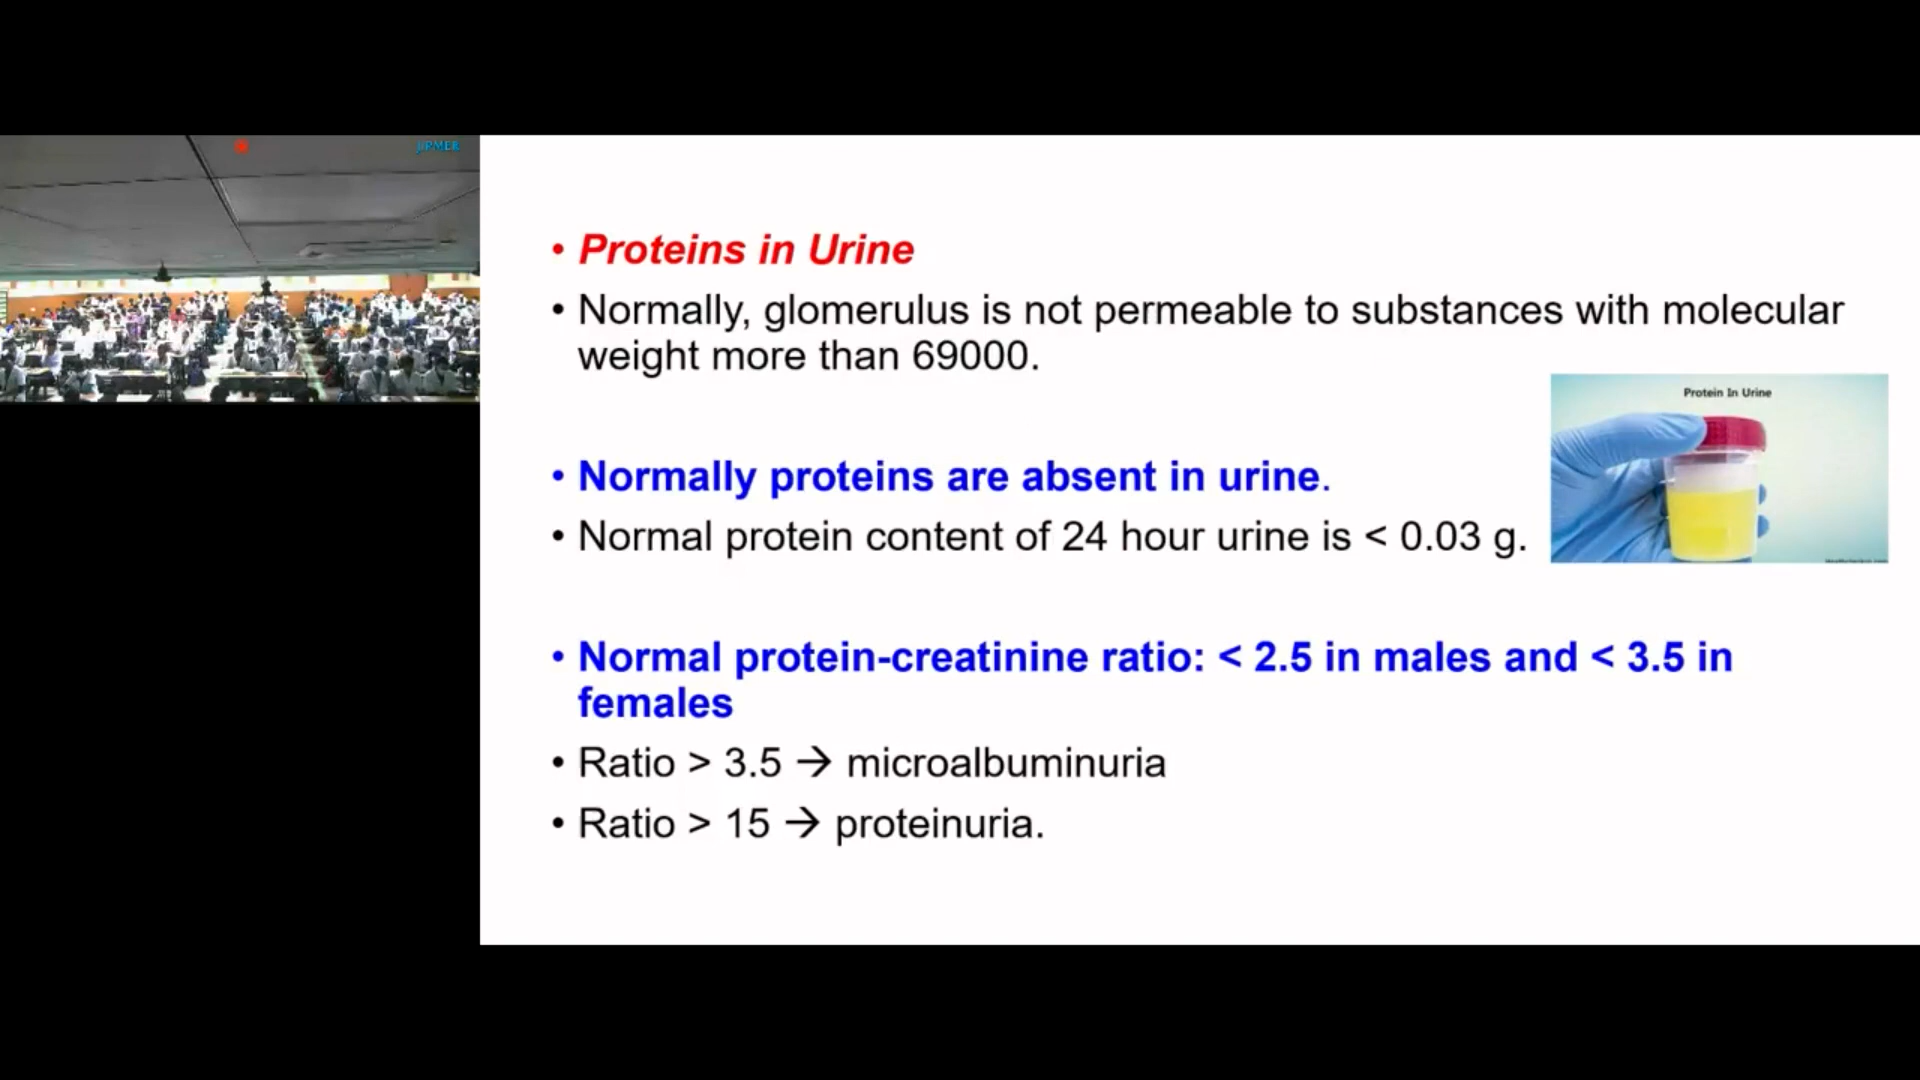 JIPMER
• Proteins in Urine
• Normally, glomerulus is not permeable to substances with molecular
weight more than 69000.
Protein In Urine
• Normally proteins are absent in urine.
• Normal protein content of 24 hour urine is < 0.03 g.
• Normal protein-creatinine ratio: < 2.5 in males and < 3.5 in
females
• Ratio > 3.5 → microalbuminuria
• Ratio > 15 → proteinuria.